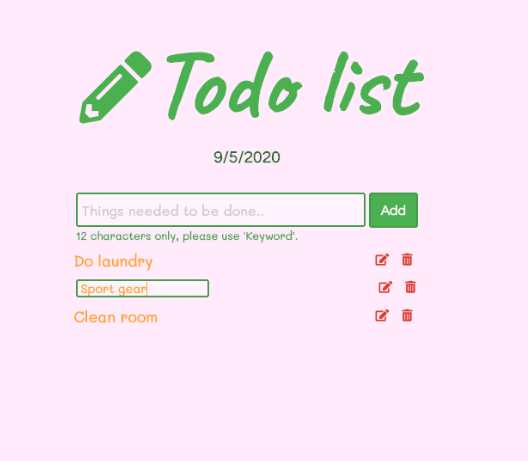 Todo list
9/5/2020
Things needed to be done..
Add
12 characters only, please use 'Keyword'.
Do laundry
Sport gear
Clean room